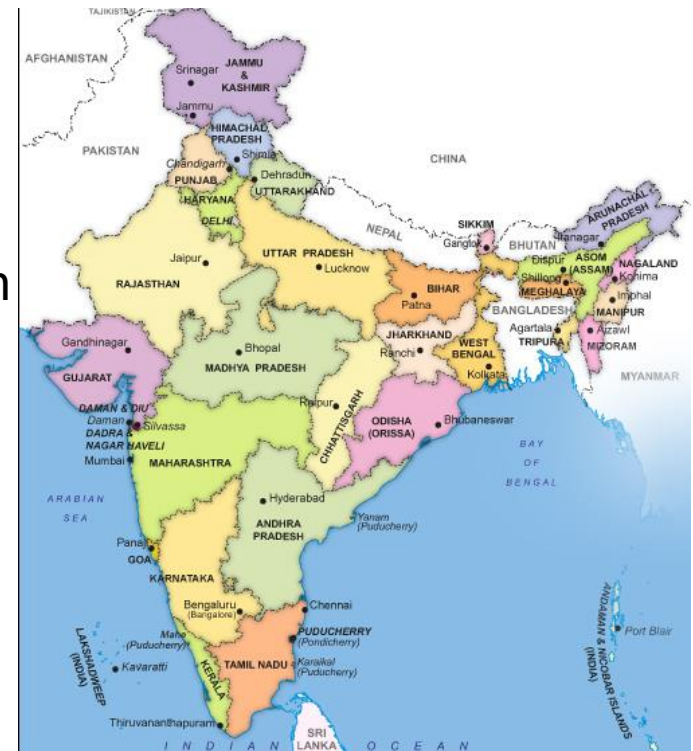 TAJIKISTAN
AFGHANISTAN
JAMMU
&
KASHMIR
Srinagar
Jammu
HIMACHAL
PRADESH
Shimla
PAKISTAN
Chandigarh
PUNJAB
Dehradun
UTTARAKHAND
CHINA
HARYANA
DELHI
ARUNACHAL
PRADESH
Itanagar
SIKKIM
Gangtok
NEPAL
BHUTAN
ASOM
(ASSAM)
Dispur
NAGALAND
Kohima
Shillong
MEGHALAYA
Imphal
MANIPUR
Jaipur
RAJASTHAN
UTTAR PRADESH
Lucknow
BIHAR
Patna
n
BANGLADESH
Agartala
TRIPURA
Aizawl
MIZORAM
MYANMAR
JHARKHAND
Ranchi
WEST
BENGAL
Kolkata
Gandhinagar
GUJARAT
Bhopal
MADHYA PRADESH
Raipur
CHHATTISGARH
ODISHA
(ORISSA)
Bhubaneswar
DAMAN & DIU
Daman
Silvassa
DADRA &
NAGAR HAVELI
Mumbai
MAHARASHTRA
BAY
OF
BENGAL
ARABIAN
SEA
Hyderabad
ANDHRA
PRADESH
Yanam
(Puducherry)
Panaji
GOA
KARNATAKA
Bengaluru
(Bangalore)
Chennai
Mahe
(Puducherry)
PUDUCHERRY
(Pondicherry)
LAKSHADWEEP
(INDIA)
Kavaratti
KERALA
TAMIL NADU
Karaikal
(Puducherry)
ANDAMAN & NICOBAR ISLANDS
(INDIA)
Port Blair
Thiruvananthapuram
SRI
LANKA
INDIAN OCEAN